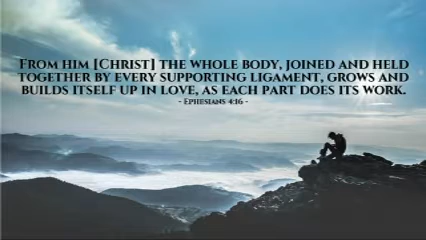 From him [Christ] the whole body, joined and held
together by every supporting ligament, grows and
builds itself up in love, as each part does its work.
- Ephesians 4:16 -